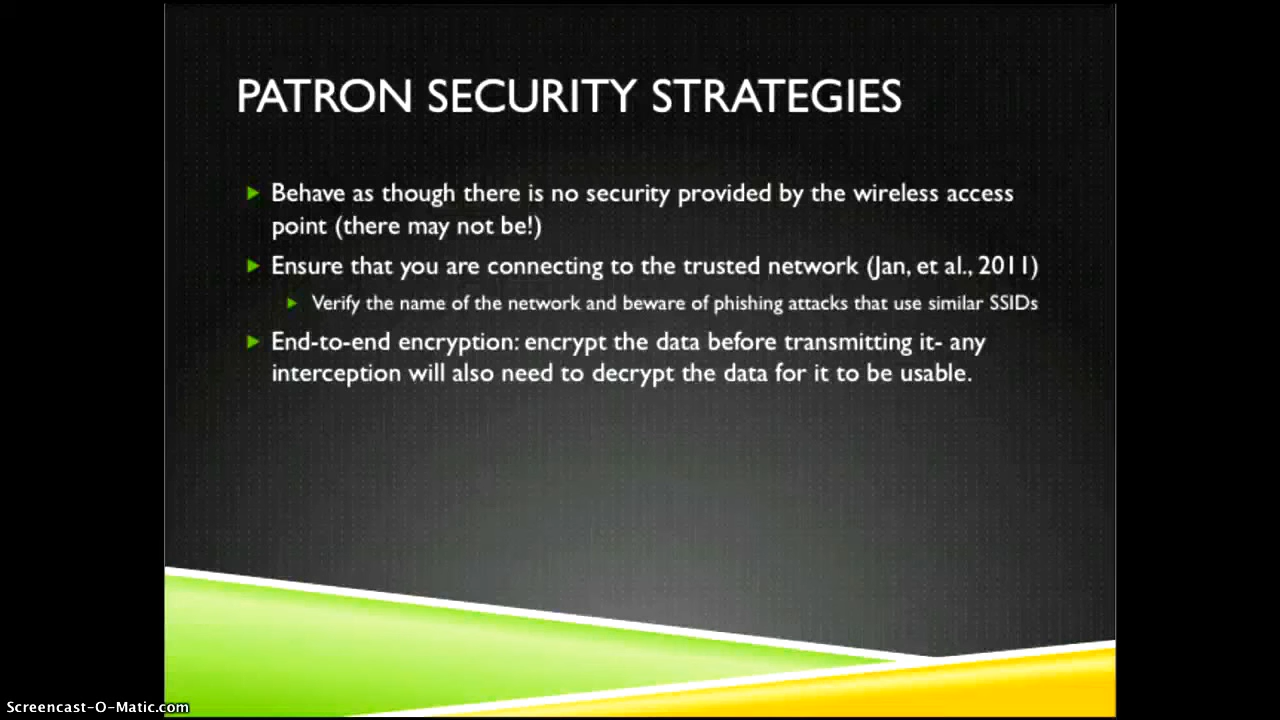 PATRON SECURITY STRATEGIES
Behave as though there is no security provided by the wireless access
point (there may not be!)
Ensure that you are connecting to the trusted network (Jan, et al., 2011)
Verify the name of the network and beware of phishing attacks that use similar SSIDs
End-to-end encryption: encrypt the data before transmitting it- any
interception will also need to decrypt the data for it to be usable.
Screencast-O-Matic.com